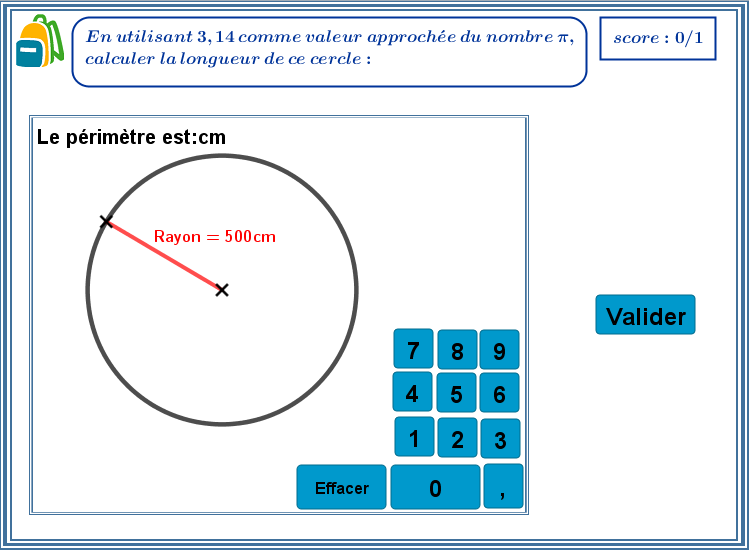 En utilisant 3,14 comme valeur approchée du nombre π,
calculer la longueur de ce cercle :
score : 0/1
Le périmètre est:cm
Rayon = 500cm
Valider
7 8 9
4 5 6
1 2 3
Effacer 0 ,